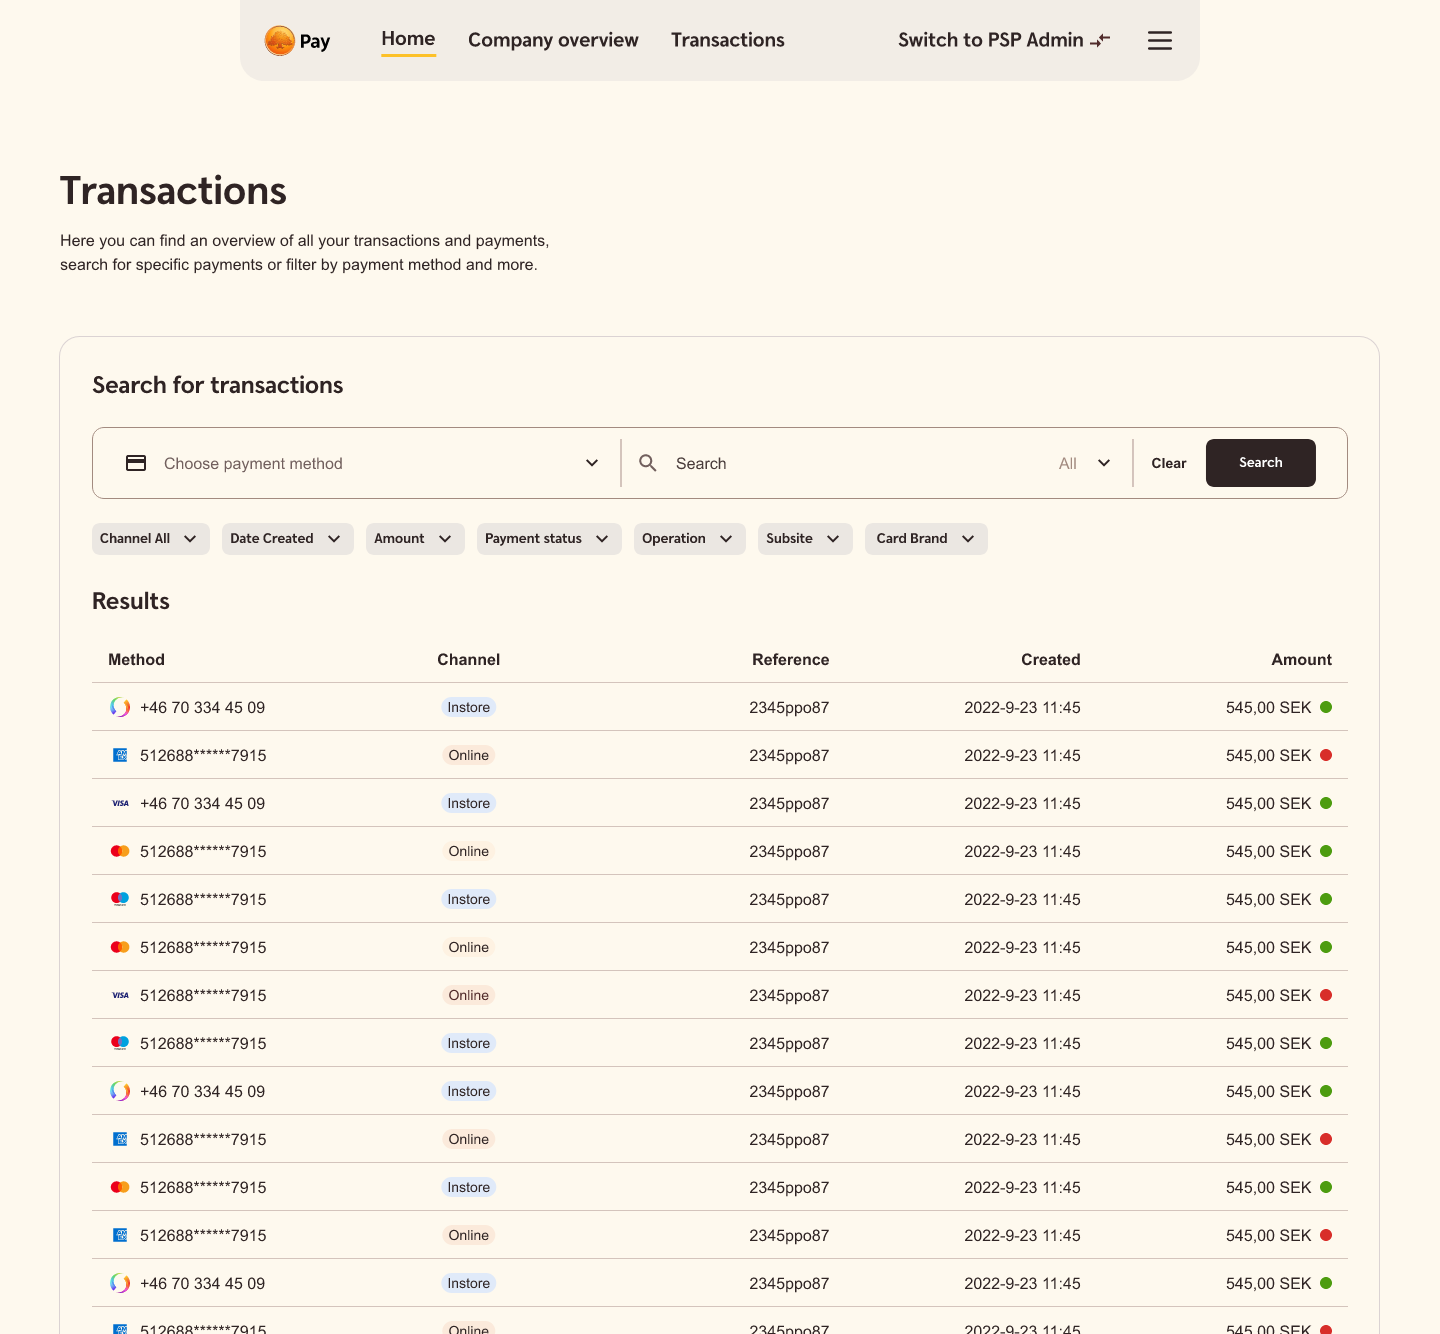 Pay Home Company overview Transactions Switch to PSP Admin
Transactions
Here you can find an overview of all your transactions and payments,
search for specific payments or filter by payment method and more.
Search for transactions
Choose payment method Search All Clear Search
Channel All Date Created Amount Payment status Operation Subsite Card Brand
Results
Method Channel Reference Created Amount
+46 70 334 45 09 Instore 2345ppo87 2022-9-23 11:45 545,00 SEK
512688******7915 Online 2345ppo87 2022-9-23 11:45 545,00 SEK
VISA +46 70 334 45 09 Instore 2345ppo87 2022-9-23 11:45 545,00 SEK
512688******7915 Online 2345ppo87 2022-9-23 11:45 545,00 SEK
512688******7915 Instore 2345ppo87 2022-9-23 11:45 545,00 SEK
512688******7915 Online 2345ppo87 2022-9-23 11:45 545,00 SEK
VISA 512688******7915 Online 2345ppo87 2022-9-23 11:45 545,00 SEK
512688******7915 Instore 2345ppo87 2022-9-23 11:45 545,00 SEK
+46 70 334 45 09 Instore 2345ppo87 2022-9-23 11:45 545,00 SEK
512688******7915 Online 2345ppo87 2022-9-23 11:45 545,00 SEK
512688******7915 Instore 2345ppo87 2022-9-23 11:45 545,00 SEK
512688******7915 Online 2345ppo87 2022-9-23 11:45 545,00 SEK
+46 70 334 45 09 Instore 2345ppo87 2022-9-23 11:45 545,00 SEK
512688******7915 Online 2345ppo87 2022-9-23 11:45 545,00 SEK